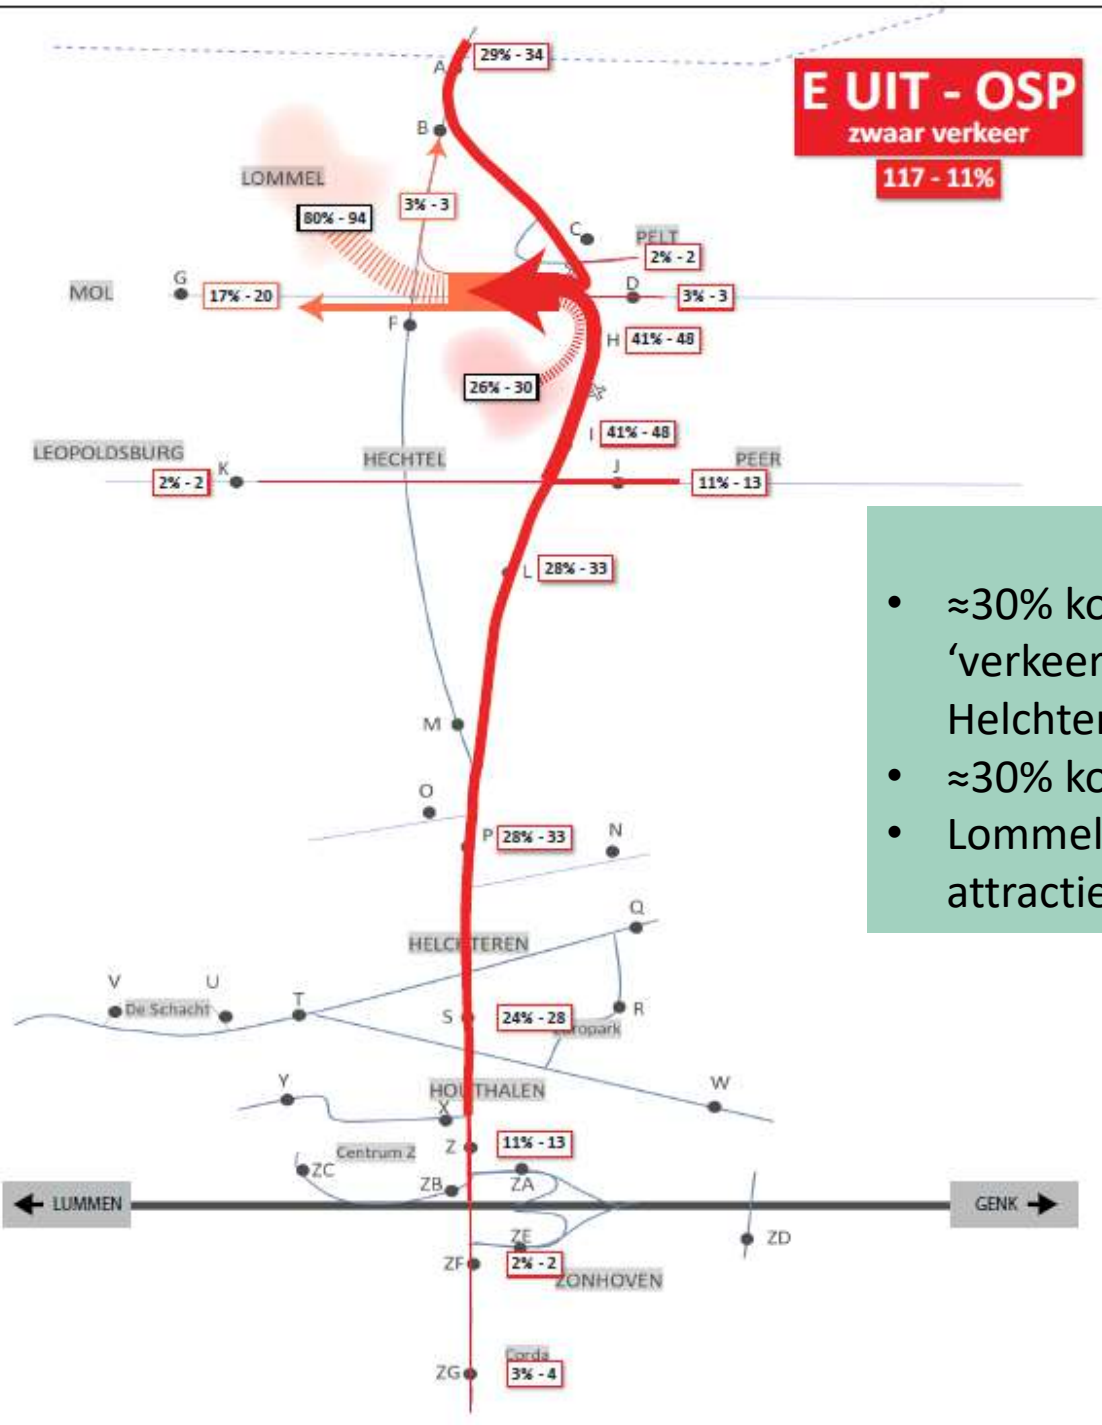 29% - 34
A
E UIT - OSP
zwaar verkeer
117 - 11%
B
LOMMEL
80% - 94
3% - 3
C
PELT
2% - 2
MOL
G
17% - 20
D
3% - 3
F
H
41% - 48
26% - 30
I
41% - 48
LEOPOLDSBURG
HECHTEL
PEER
2% - 2
K
J
11% - 13
L
28% - 33
•
≈30%
•
‘verkeer
Helchter
≈30%
•
Lommel
attractie
M
O
P
28% - 33
N
Q
HELCHTEREN
V
De Schacht
U
T
S
24% - 28
R
Y
HOUTHALEN
X
W
Z
11% - 13
Centrum Z
ZC
ZB
ZA
LUMMEN
GENK
ZE
ZD
ZF
2% - 2
ZONHOVEN
Corda
ZG
3% - 4